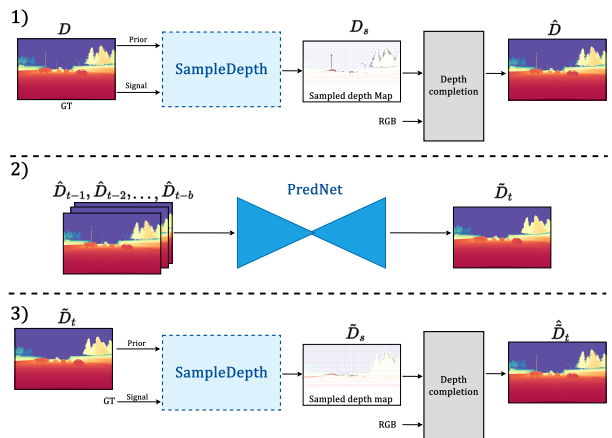 1)
D
Prior
Signal
GT
SampleDepth
D_s
Sampled depth Map
RGB
Depth
completion
D̂
2)
D̂_{t−1}, D̂_{t−2}, . . . , D̂_{t−b}
PredNet
D̃_t
3)
D̃_t
Prior
GT
Signal
SampleDepth
D̃_s
Sampled depth map
RGB
Depth
completion
D̃̂_t